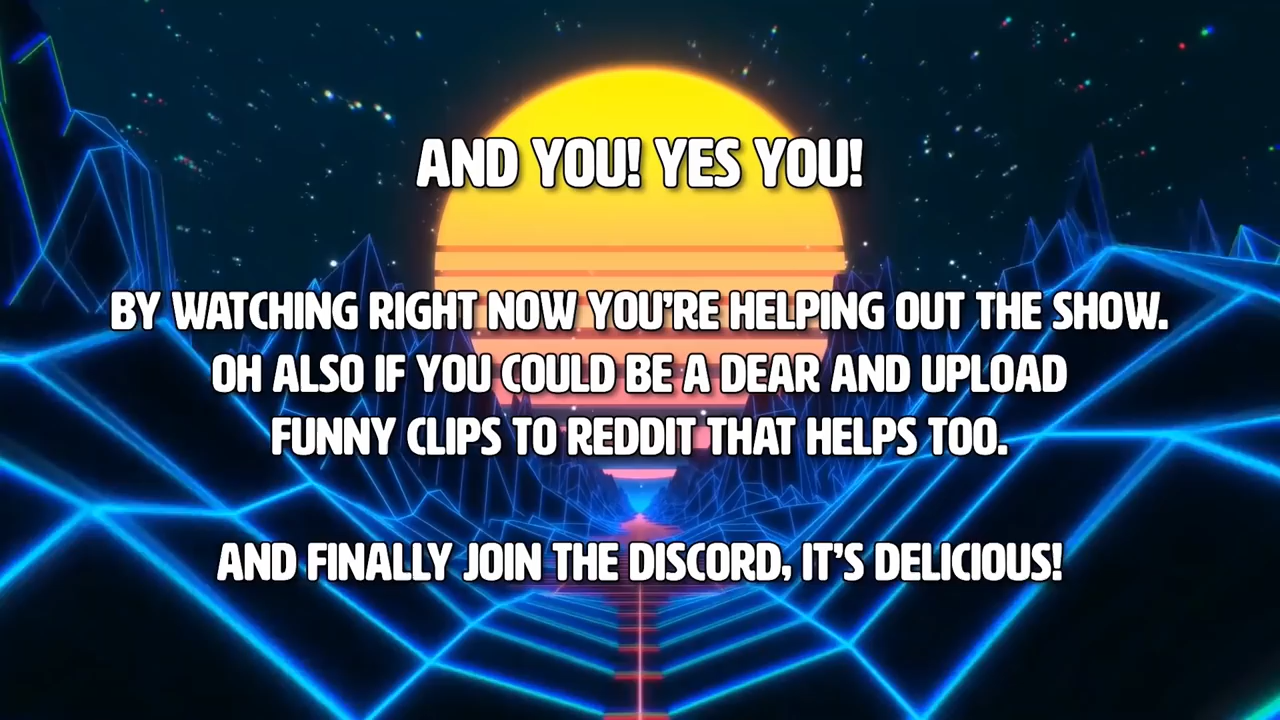 AND YOU! YES YOU!
BY WATCHING RIGHT NOW YOU'RE HELPING OUT THE SHOW.
OH ALSO IF YOU COULD BE A DEAR AND UPLOAD
FUNNY CLIPS TO REDDIT THAT HELPS TOO.
AND FINALLY JOIN THE DISCORD, IT'S DELICIOUS!